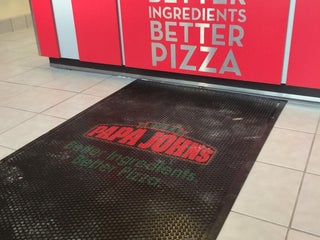 BETTER
INGREDIENTS
BETTER
PIZZA
PAPA JOHNS
Better Ingredients
Better Pizza.